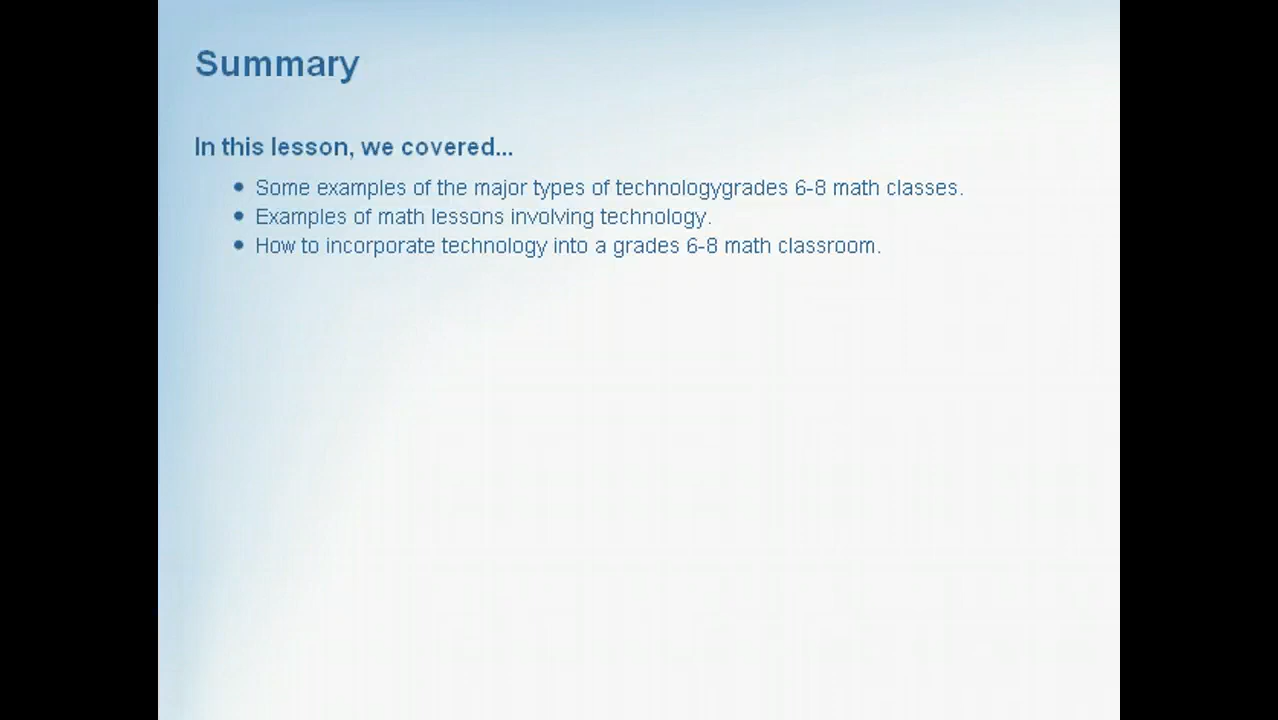 Summary
In this lesson, we covered...
• Some examples of the major types of technologygrades 6-8 math classes.
• Examples of math lessons involving technology.
• How to incorporate technology into a grades 6-8 math classroom.